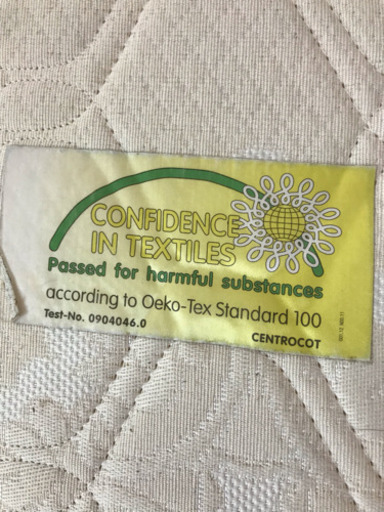 CONFIDENCE
IN TEXTILES
Passed for harmful substances
according to Oeko-Tex Standard 100
Test-No. 0904046.0
CENTROCOT